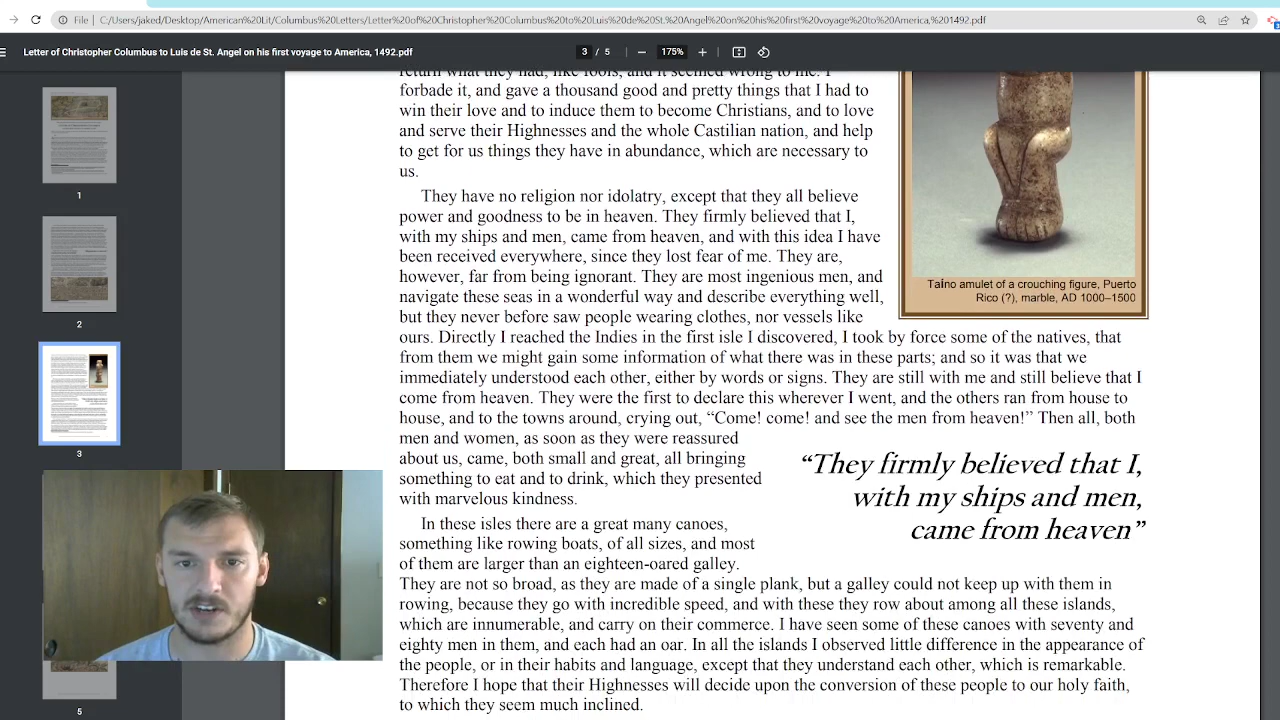 File | C:/Users/jaked/Desktop/American%20Lit/Columbus%20Letters/Letter%20of%20Christopher%20Columbus%20to%20Luis%20de%20St.%20Angel%20on%20his%20first%20voyage%20to%20America,%201492.pdf
Letter of Christopher Columbus to Luis de St. Angel on his first voyage to America, 1492.pdf
3 / 5 — 175% +
1
2
3
5
return what they had, like fools, and it seemed wrong to me. I
forbade it, and gave a thousand good and pretty things that I had to
win their love and to induce them to become Christians, and to love
and serve their Highnesses and the whole Castilian nation, and help
to get for us things they have in abundance, which are necessary to
us.
They have no religion nor idolatry, except that they all believe
power and goodness to be in heaven. They firmly believed that I,
with my ships and men, came from heaven, and with this idea I have
been received everywhere, since they lost fear of me. They are,
however, far from being ignorant. They are most ingenious men, and
navigate these seas in a wonderful way and describe everything well,
but they never before saw people wearing clothes, nor vessels like
Taíno amulet of a crouching figure, Puerto
Rico (?), marble, AD 1000–1500
ours. Directly I reached the Indies in the first isle I discovered, I took by force some of the natives, that
from them we might gain some information of what there was in these parts; and so it was that we
immediately understood each other, either by words or signs. They are still with me and still believe that I
come from heaven. They were the first to declare this wherever I went, and the others ran from house to
house, and to the towns around, crying out, “Come! come! and see the men from heaven!” Then all, both
men and women, as soon as they were reassured
about us, came, both small and great, all bringing
something to eat and to drink, which they presented
with marvelous kindness.
“They firmly believed that I,
with my ships and men,
came from heaven”
In these isles there are a great many canoes,
something like rowing boats, of all sizes, and most
of them are larger than an eighteen-oared galley.
They are not so broad, as they are made of a single plank, but a galley could not keep up with them in
rowing, because they go with incredible speed, and with these they row about among all these islands,
which are innumerable, and carry on their commerce. I have seen some of these canoes with seventy and
eighty men in them, and each had an oar. In all the islands I observed little difference in the appearance of
the people, or in their habits and language, except that they understand each other, which is remarkable.
Therefore I hope that their Highnesses will decide upon the conversion of these people to our holy faith,
to which they seem much inclined.